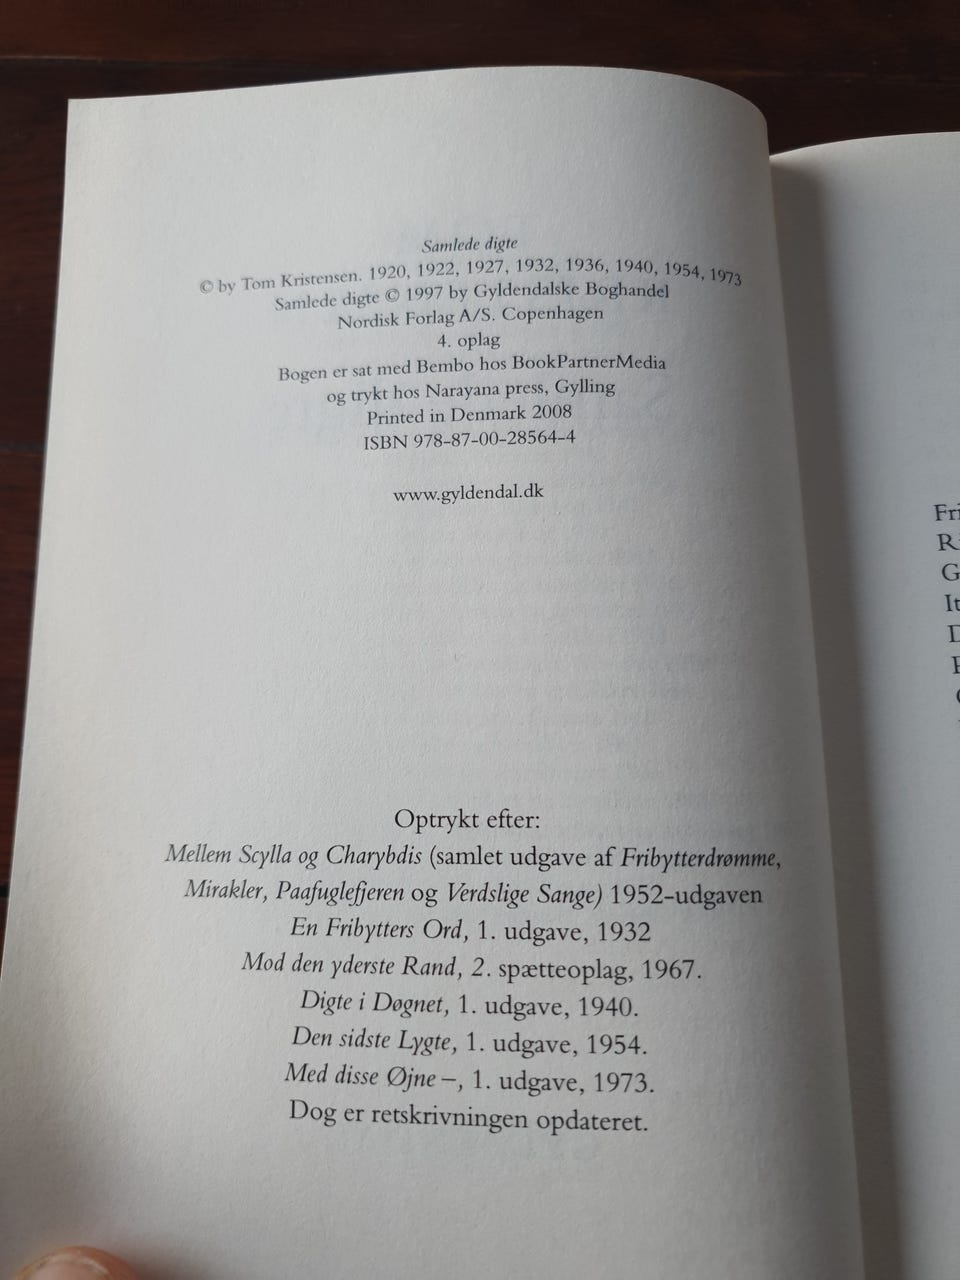 Samlede digte
© by Tom Kristensen. 1920, 1922, 1927, 1932, 1936, 1940, 1954, 1973
Samlede digte © 1997 by Gyldendalske Boghandel
Nordisk Forlag A/S. Copenhagen
4. oplag
Bogen er sat med Bembo hos BookPartnerMedia
og trykt hos Narayana press, Gylling
Printed in Denmark 2008
ISBN 978-87-00-28564-4
www.gyldendal.dk
Optrykt efter:
Mellem Scylla og Charybdis (samlet udgave af Fribytterdrømme,
Mirakler, Paafuglefjeren og Verdslige Sange) 1952-udgaven
En Fribytters Ord, 1. udgave, 1932
Mod den yderste Rand, 2. spætteoplag, 1967.
Digte i Døgnet, 1. udgave, 1940.
Den sidste Lygte, 1. udgave, 1954.
Med disse Øjne –, 1. udgave, 1973.
Dog er retskrivningen opdateret.